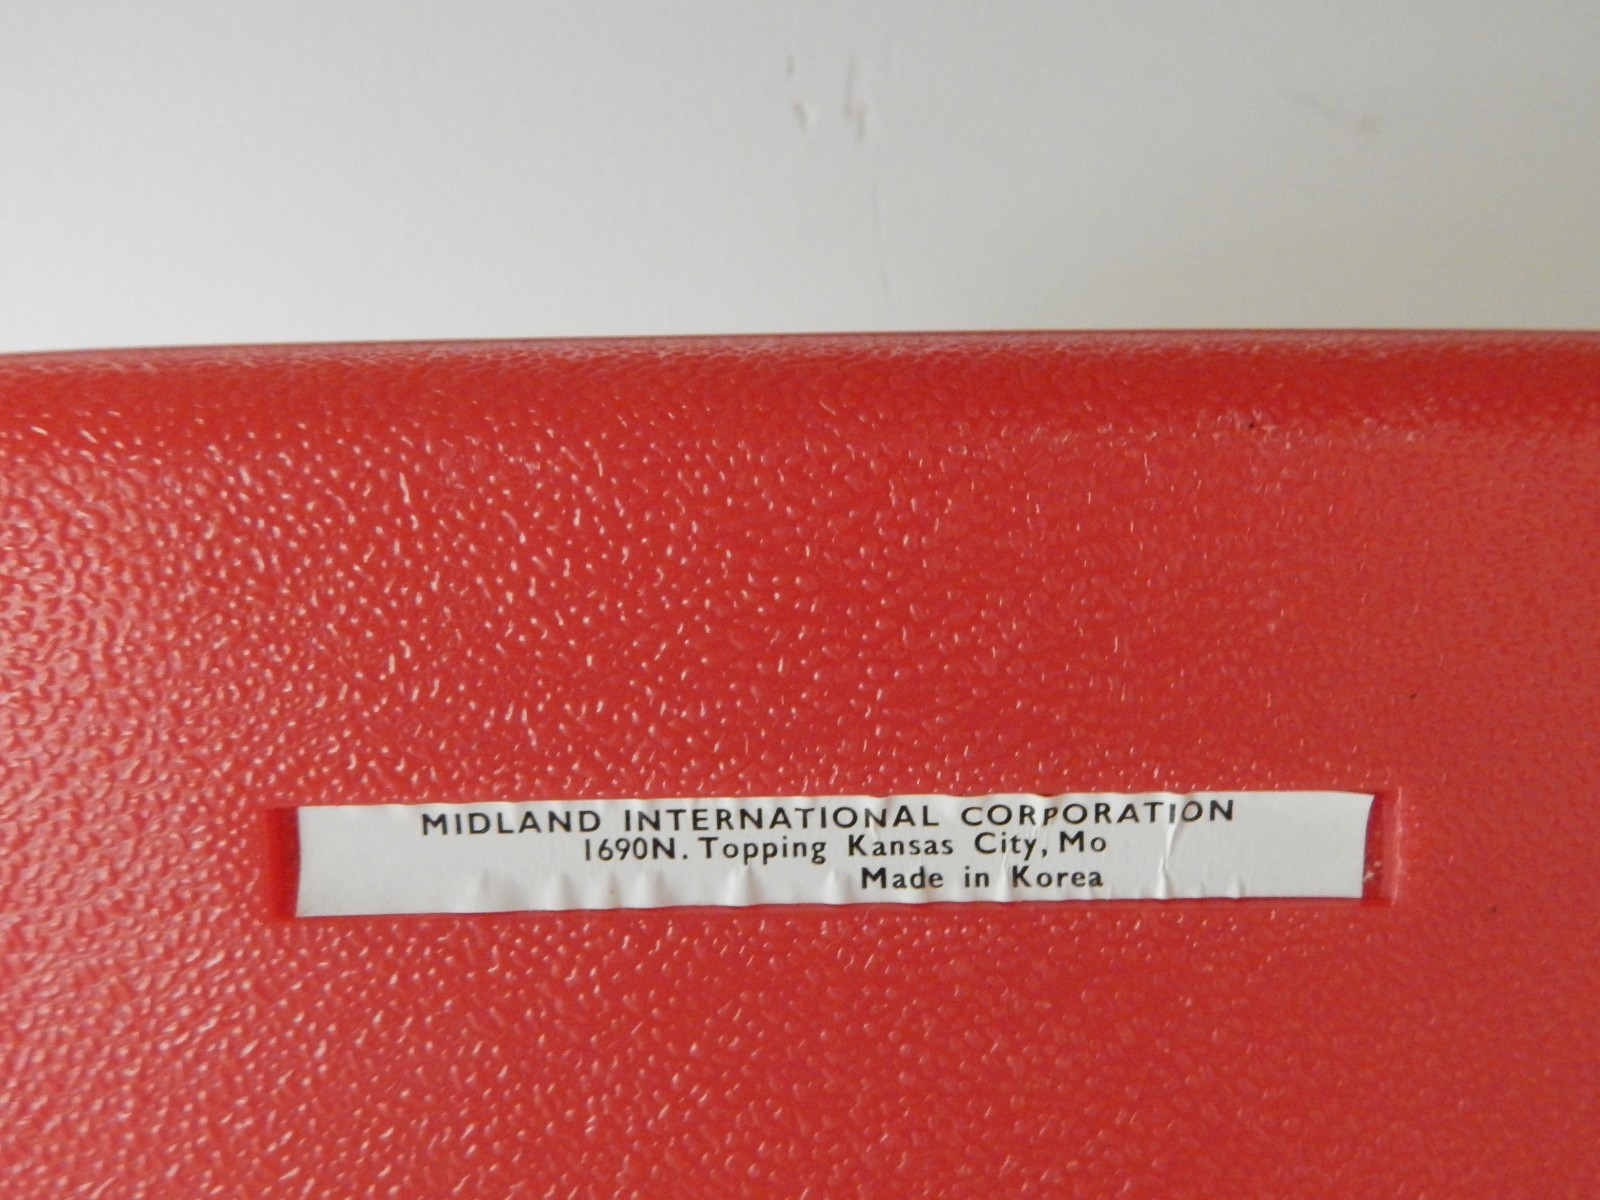 MIDLAND INTERNATIONAL CORPORATION
1690N. Topping Kansas City, Mo
Made in Korea